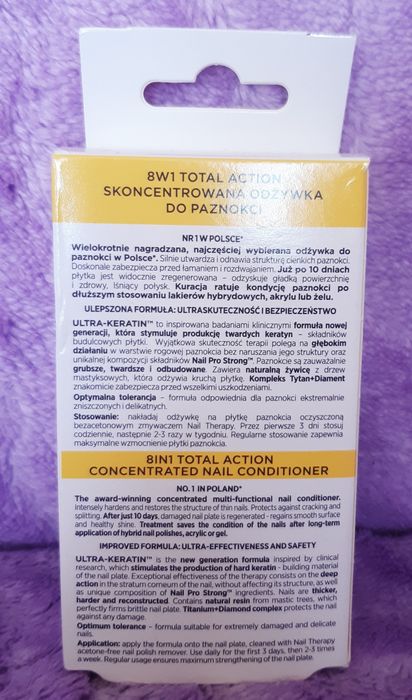 8W1 TOTAL ACTION
SKONCENTROWANA ODŻYWKA
DO PAZNOKCI
NR 1 W POLSCE*
Wielokrotnie nagradzana, najczęściej wybierana odżywka do
paznokci w Polsce*. Silnie utwardza i odnawia strukturę cienkich paznokci.
Doskonale zabezpiecza przed łamaniem i rozdwajaniem. Już po 10 dniach
płytka jest widocznie zregenerowana - odzyskuje gładką powierzchnię
i zdrowy, lśniący połysk. Kuracja ratuje kondycję paznokci po
dłuższym stosowaniu lakierów hybrydowych, akrylu lub żelu.
ULEPSZONA FORMUŁA: ULTRASKUTECZNOŚĆ I BEZPIECZEŃSTWO
ULTRA-KERATIN™ to inspirowana badaniami klinicznymi formuła nowej
generacji, która stymuluje produkcję twardych keratyn - składników
budulcowych płytki. Wyjątkowa skuteczność terapii polega na głębokim
działaniu w warstwie rogowej paznokcia bez naruszania jego struktury oraz
unikalnej kompozycji składników Nail Pro Strong™. Paznokcie są zauważalnie
grubsze, twardsze i odbudowane. Zawiera naturalną żywicę z drzew
mastyksowych, która odżywia kruchą płytkę. Kompleks Tytan+Diament
znakomicie zabezpiecza przed wszelkimi uszkodzeniami.
Optymalna tolerancja - formuła odpowiednia dla paznokci ekstremalnie
zniszczonych i delikatnych.
Stosowanie: nakładaj odżywkę na płytkę paznokcia oczyszczoną
bezacetonowym zmywaczem Nail Therapy. Przez pierwsze 3 dni stosuj
codziennie, następnie 2-3 razy w tygodniu. Regularne stosowanie zapewnia
maksymalne wzmocnienie płytki paznokcia.
8IN1 TOTAL ACTION
CONCENTRATED NAIL CONDITIONER
NO. 1 IN POLAND*
The award-winning concentrated multi-functional nail conditioner.
Intensely hardens and restores the structure of thin nails. Protects against cracking and
splitting. After just 10 days, damaged nail plate is regenerated - regains smooth surface
and healthy shine. Treatment saves the condition of the nails after long-term
application of hybrid nail polishes, acrylic or gel.
IMPROVED FORMULA: ULTRA-EFFECTIVENESS AND SAFETY
ULTRA-KERATIN™ is the new generation formula inspired by clinical
research, which stimulates the production of hard keratin - building material
of the nail plate. Exceptional effectiveness of the therapy consists on the deep
action in the stratum corneum of the nail, without affecting its structure, as well
as unique composition of Nail Pro Strong™ ingredients. Nails are thicker,
harder and reconstructed. Contains natural resin from mastic trees, which
perfectly firms brittle nail plate. Titanium+Diamond complex protects the nail
against any damage.
Optimum tolerance - formula suitable for extremely damaged and delicate
nails.
Application: apply the formula onto the nail plate, cleaned with Nail Therapy
acetone-free nail polish remover. Use daily for the first 3 days, then 2-3 times
a week. Regular usage ensures maximum strengthening of the nail plate.